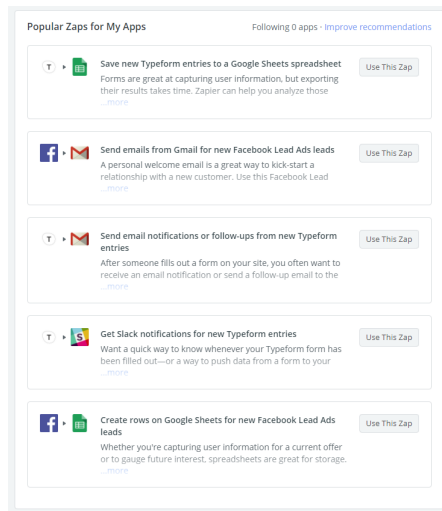 Popular Zaps for My Apps
Following 0 apps · Improve recommendations
T
Save new Typeform entries to a Google Sheets spreadsheet
Use This Zap
Forms are great at capturing user information, but exporting
their results takes time. Zapier can help you analyze those
...more
Send emails from Gmail for new Facebook Lead Ads leads
Use This Zap
A personal welcome email is a great way to kick-start a
relationship with a new customer. Use this Facebook Lead
...more
T
Send email notifications or follow-ups from new Typeform
entries
Use This Zap
After someone fills out a form on your site, you often want to
receive an email notification or send a follow-up email to the
...more
T
Get Slack notifications for new Typeform entries
Use This Zap
Want a quick way to know whenever your Typeform form has
been filled out—or a way to push data from a form to your
...more
Create rows on Google Sheets for new Facebook Lead Ads
leads
Use This Zap
Whether you're capturing user information for a current offer
or to gauge future interest, spreadsheets are great for storage.
...more